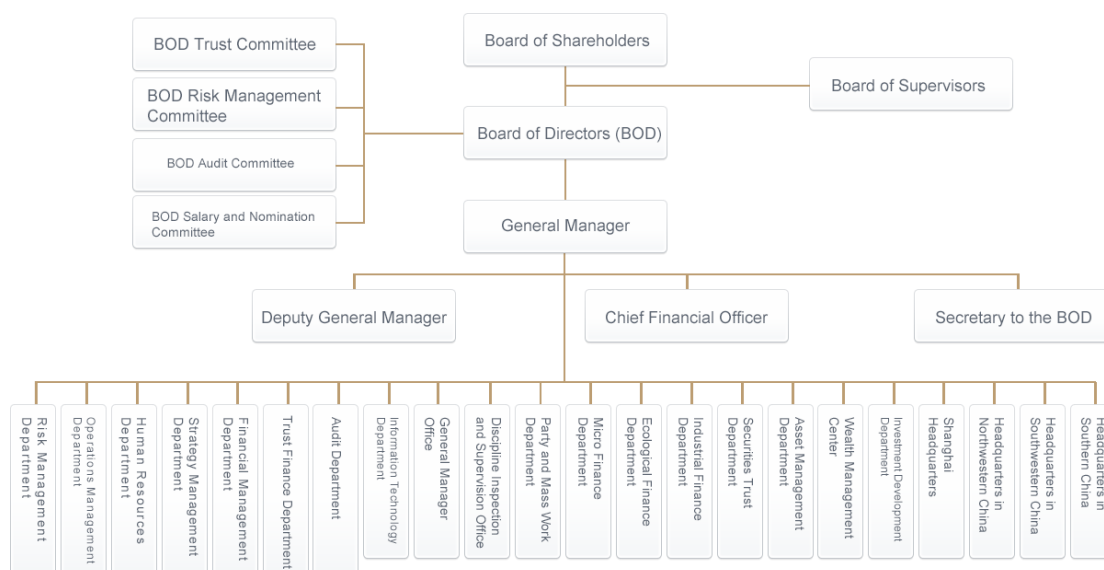 BOD Trust Committee
Board of Shareholders
Board of Supervisors
BOD Risk Management
Committee
Board of Directors (BOD)
BOD Audit Committee
BOD Salary and Nomination
Committee
General Manager
Deputy General Manager
Chief Financial Officer
Secretary to the BOD
Risk Management
Department
Operations Management
Department
Human Resources
Department
Strategy Management
Department
Financial Management
Department
Trust Finance Department
Audit Department
Information Technology
Department
General Manager
Office
Discipline Inspection
and Supervision Office
Party and Mass Work
Department
Micro Finance
Department
Ecological Finance
Department
Industrial Finance
Department
Securities Trust
Department
Asset Management
Department
Wealth Management
Center
Investment Development
Department
Shanghai
Headquarters
Headquarters in
Northwestern China
Headquarters in
Southwestern China
Headquarters in
Southern China